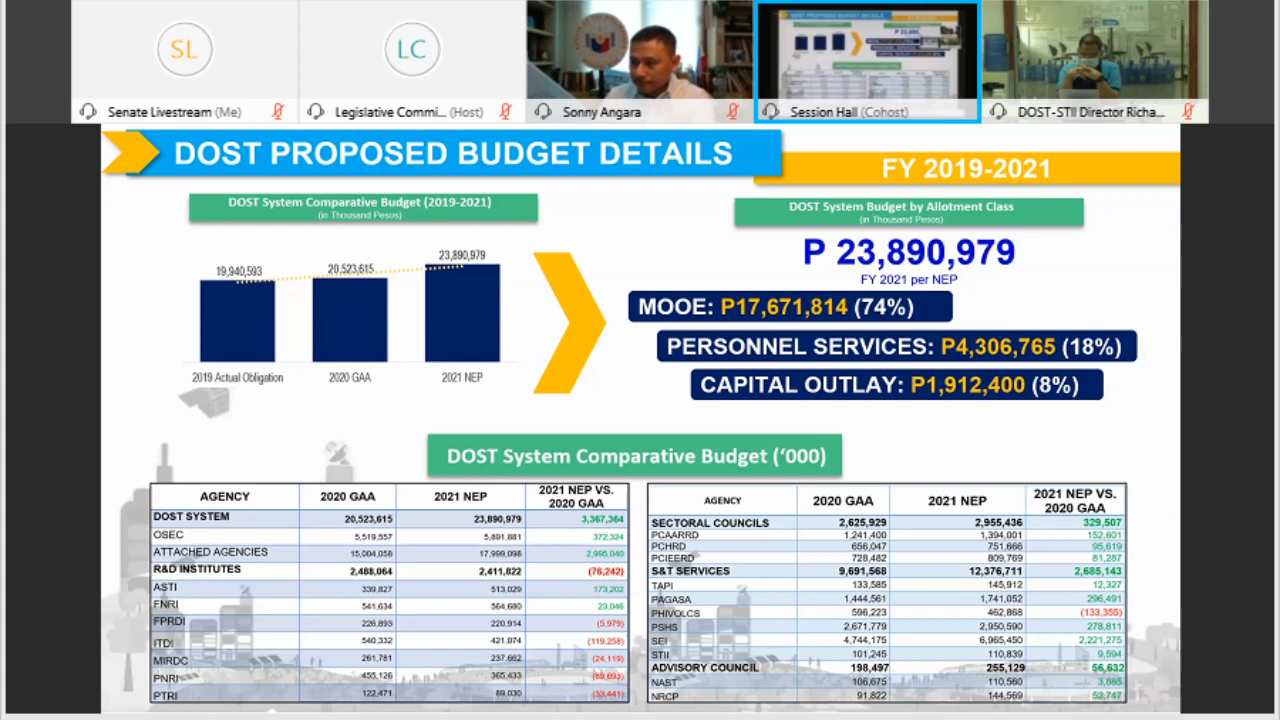 SL
LC
Senate Livestream (Me)
Legislative Commi... (Host)
Sonny Angara
Session Hall (Cohost)
DOST-STII Director Richa...
DOST PROPOSED BUDGET DETAILS
FY 2019-2021
DOST System Comparative Budget (2019-2021)
(in Thousand Pesos)
19,940,593
20,523,615
23,890,979
2019 Actual Obligation
2020 GAA
2021 NEP
DOST System Budget by Allotment Class
(in Thousand Pesos)
P 23,890,979
FY 2021 per NEP
MOOE: P17,671,814 (74%)
PERSONNEL SERVICES: P4,306,765 (18%)
CAPITAL OUTLAY: P1,912,400 (8%)
DOST System Comparative Budget (‘000)
AGENCY 2020 GAA 2021 NEP 2021 NEP VS. 2020 GAA
DOST SYSTEM 20,523,615 23,890,979 3,367,364
OSEC 5,519,557 5,891,881 372,324
ATTACHED AGENCIES 15,004,058 17,999,098 2,995,040
R&D INSTITUTES 2,488,064 2,411,822 (76,242)
ASTI 339,827 513,029 173,202
FNRI 541,634 564,680 23,046
FPRDI 226,893 220,914 (5,979)
ITDI 540,332 421,074 (119,258)
MIRDC 261,781 237,662 (24,119)
PNRI 455,126 365,433 (89,693)
PTRI 122,471 89,030 (33,441)
AGENCY 2020 GAA 2021 NEP 2021 NEP VS. 2020 GAA
SECTORAL COUNCILS 2,625,929 2,955,436 329,507
PCAARRD 1,241,400 1,394,001 152,601
PCHRD 656,047 751,666 95,619
PCIEERD 728,482 809,769 81,287
S&T SERVICES 9,691,568 12,376,711 2,685,143
TAPI 133,585 145,912 12,327
PAGASA 1,444,561 1,741,052 296,491
PHIVOLCS 596,223 462,868 (133,355)
PSHS 2,671,779 2,950,590 278,811
SEI 4,744,175 6,965,450 2,221,275
STII 101,245 110,839 9,594
ADVISORY COUNCIL 198,497 255,129 56,632
NAST 106,675 110,560 3,885
NRCP 91,822 144,569 52,747